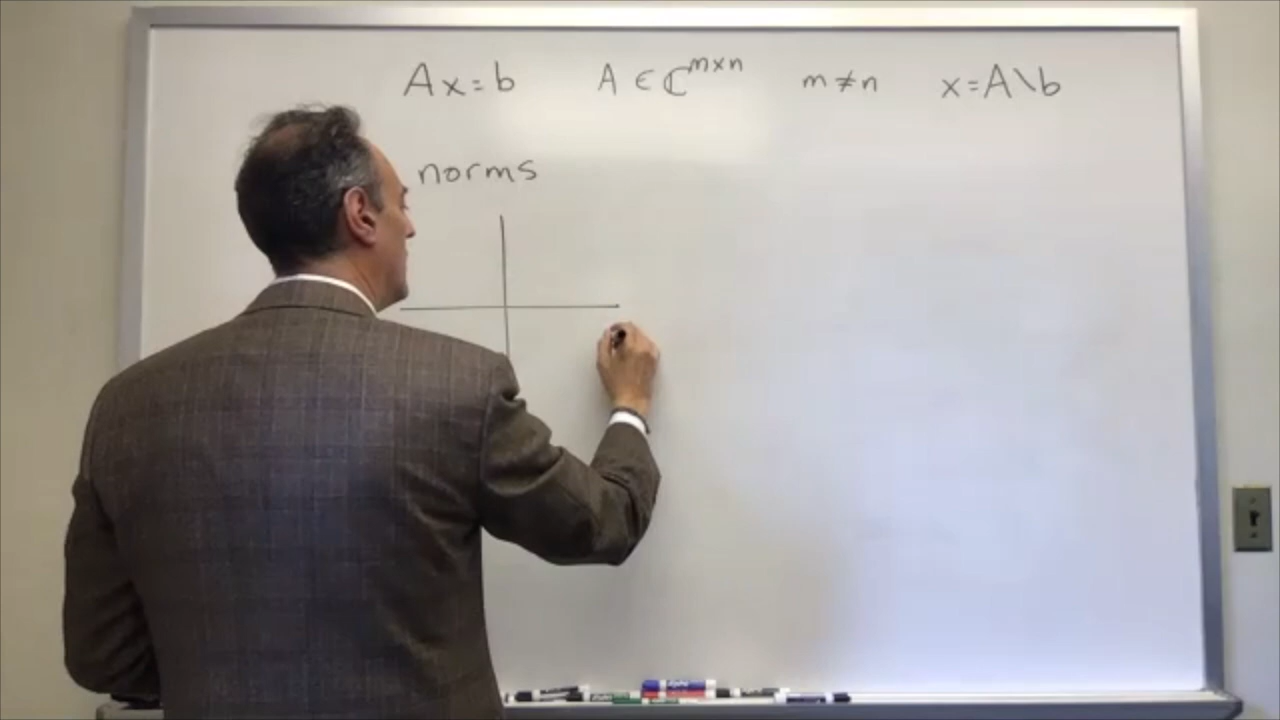 Ax=b A∈ℂ^{m×n} m≠n x=A\b
norms